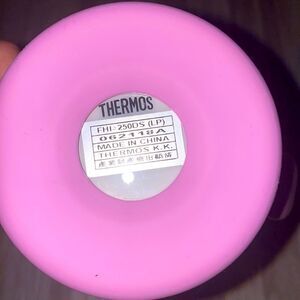 THERMOS
FHL-250DS (LP)
062118A
MADE IN CHINA
THERMOS K.K.